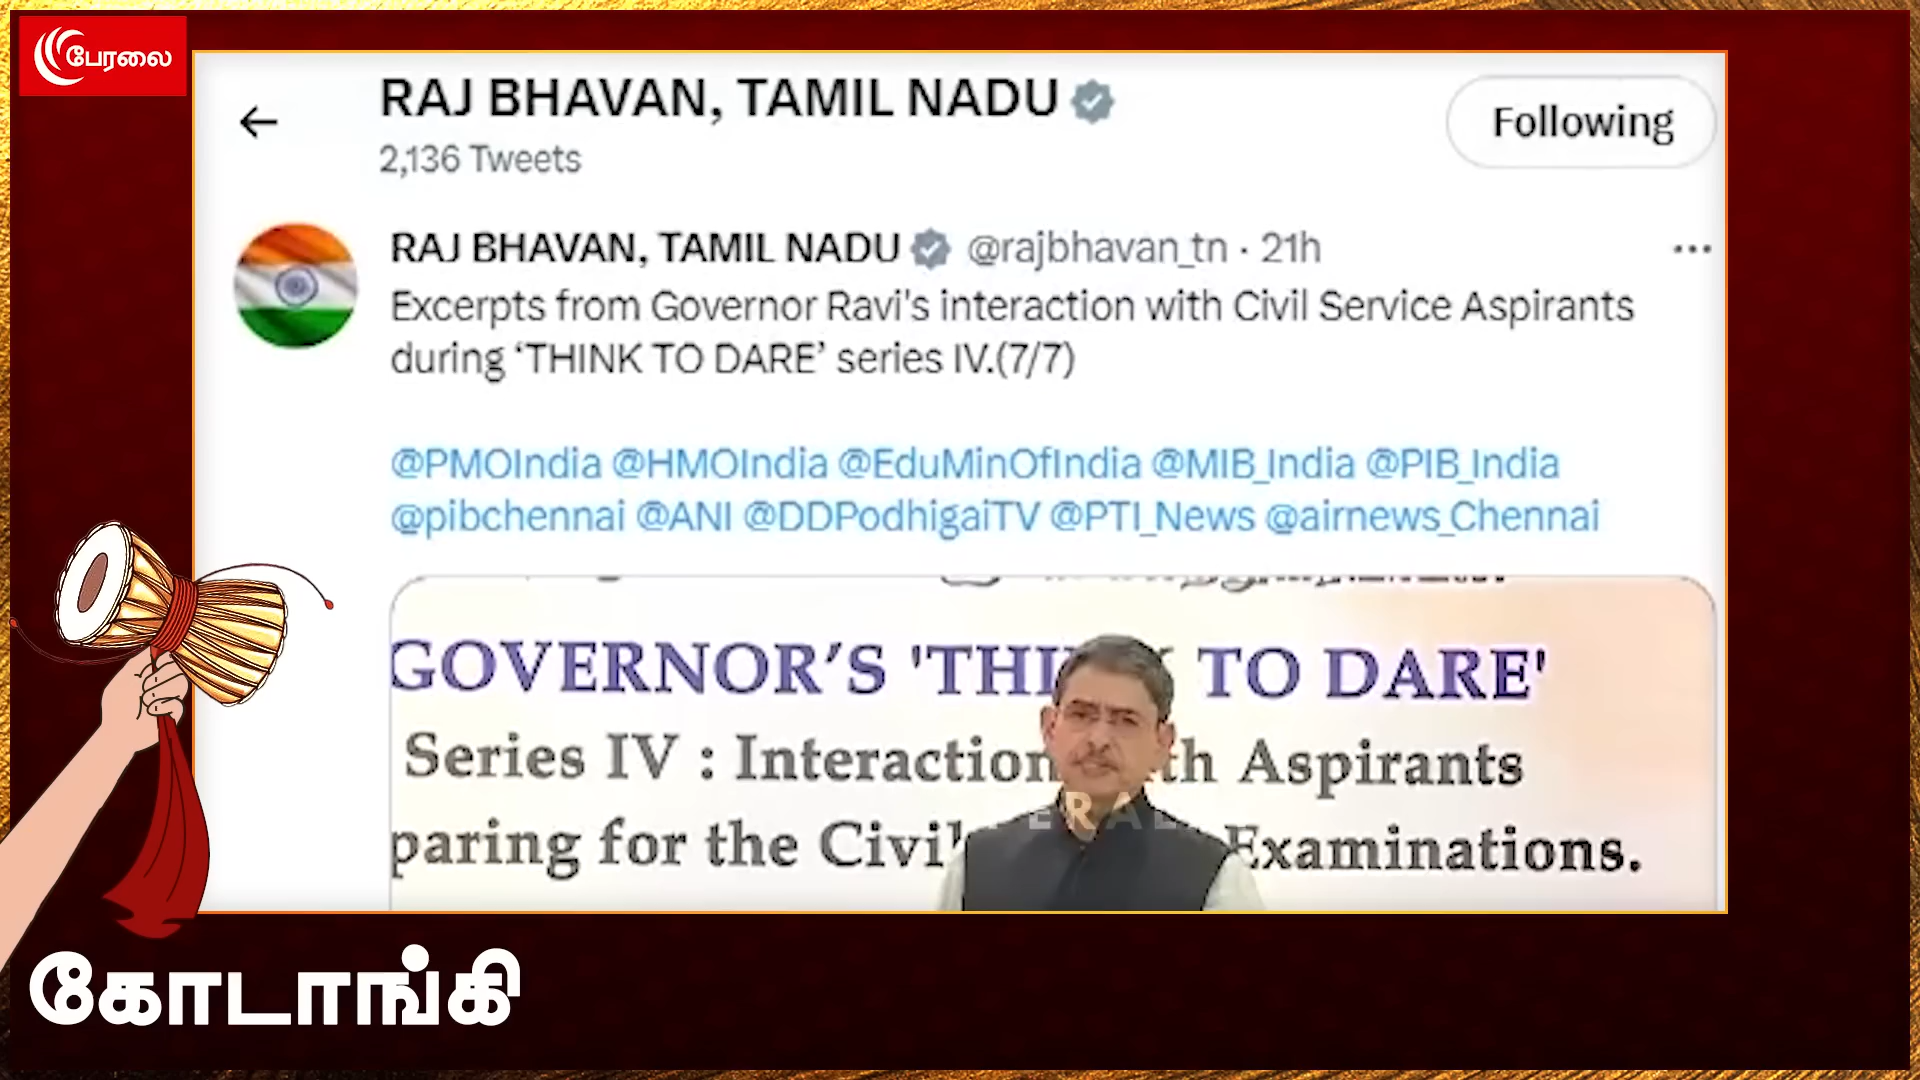 பேரலை
RAJ BHAVAN, TAMIL NADU
2,136 Tweets
Following
RAJ BHAVAN, TAMIL NADU @rajbhavan_tn · 21h
Excerpts from Governor Ravi's interaction with Civil Service Aspirants
during ‘THINK TO DARE’ series IV.(7/7)
@PMOIndia @HMOIndia @EduMinOfIndia @MIB_India @PIB_India
@pibchennai @ANI @DDPodhigaiTV @PTI_News @airnews_Chennai
GOVERNOR’S 'THI TO DARE'
Series IV : Interaction th Aspirants
paring for the Civil Examinations.
கோடாங்கி